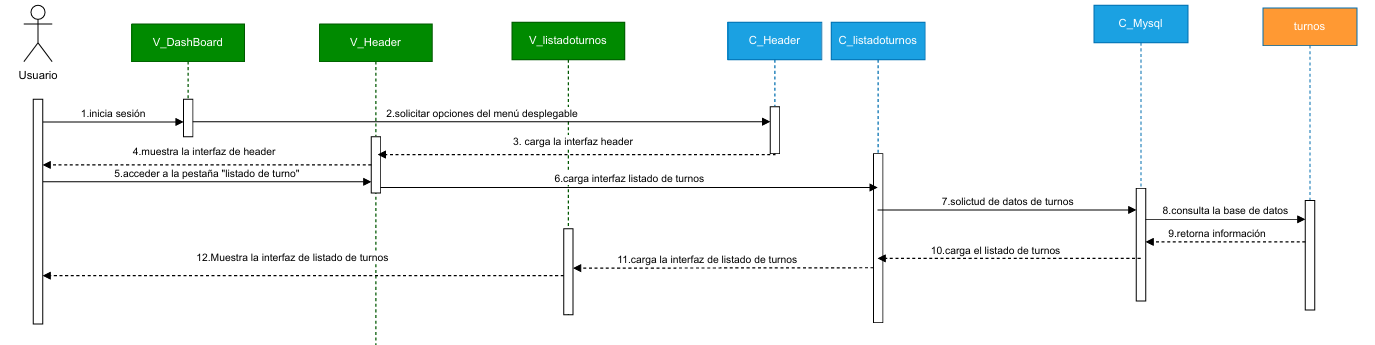 Usuario
V_DashBoard
V_Header
V_listadoturnos
C_Header
C_listadoturnos
C_Mysql
turnos
1.inicia sesión
2.solicitar opciones del menú desplegable
3. carga la interfaz header
4.muestra la interfaz de header
5.acceder a la pestaña "listado de turno"
6.carga interfaz listado de turnos
7.solictud de datos de turnos
8.consulta la base de datos
9.retorna información
10.carga el listado de turnos
11.carga la interfaz de listado de turnos
12.Muestra la interfaz de listado de turnos